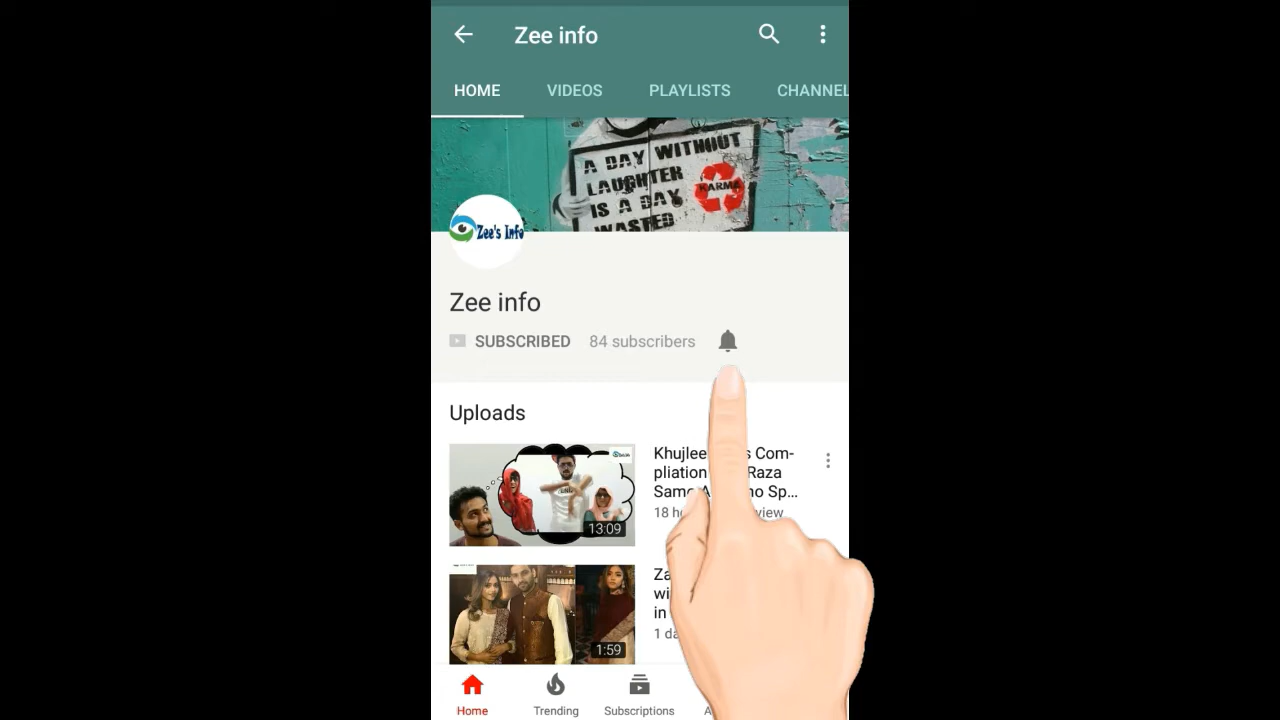 Zee info
HOME VIDEOS PLAYLISTS CHANNEL
A DAY WITHOUT
LAUGHTER
IS A DAY
WASTED
KARMA
Zee's Info
Zee info
SUBSCRIBED 84 subscribers
Uploads
Khujlee Com-
pliation Raza
Samo Sp...
18 view
13:09
Za
wi
in
1 da
1:59
Home Trending Subscriptions A